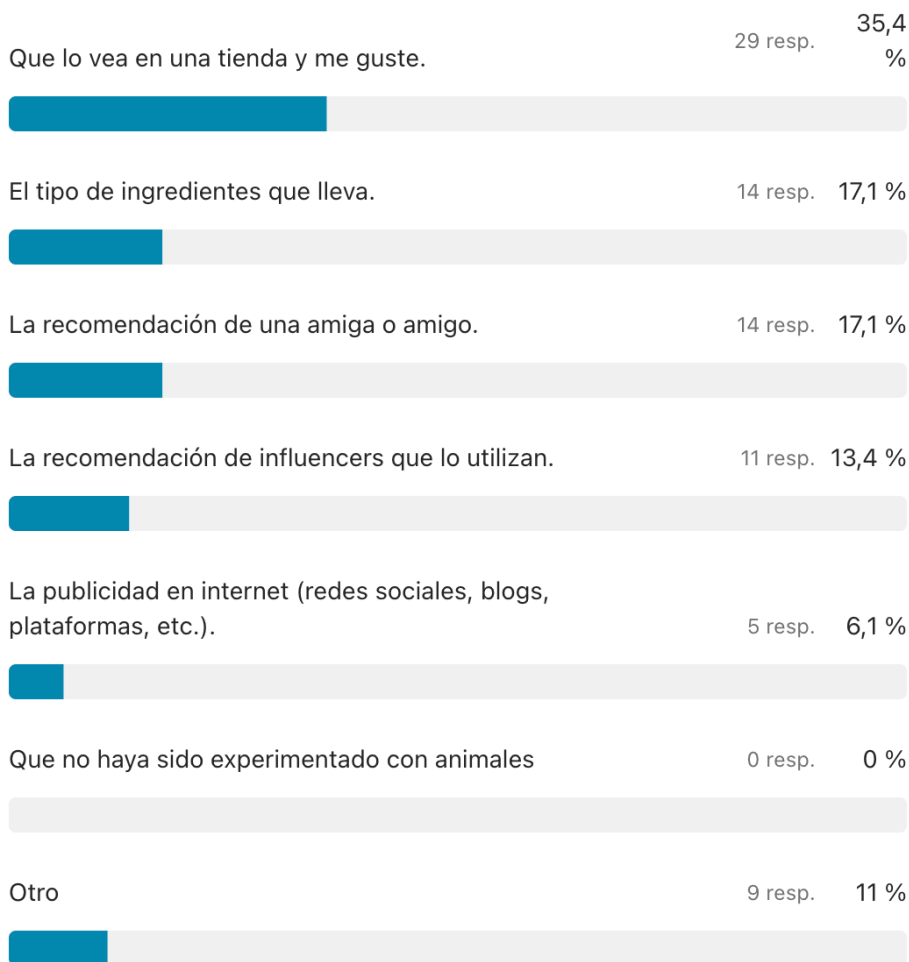 Que lo vea en una tienda y me guste. 29 resp. 35,4 %
El tipo de ingredientes que lleva. 14 resp. 17,1 %
La recomendación de una amiga o amigo. 14 resp. 17,1 %
La recomendación de influencers que lo utilizan. 11 resp. 13,4 %
La publicidad en internet (redes sociales, blogs,
plataformas, etc.). 5 resp. 6,1 %
Que no haya sido experimentado con animales 0 resp. 0 %
Otro 9 resp. 11 %